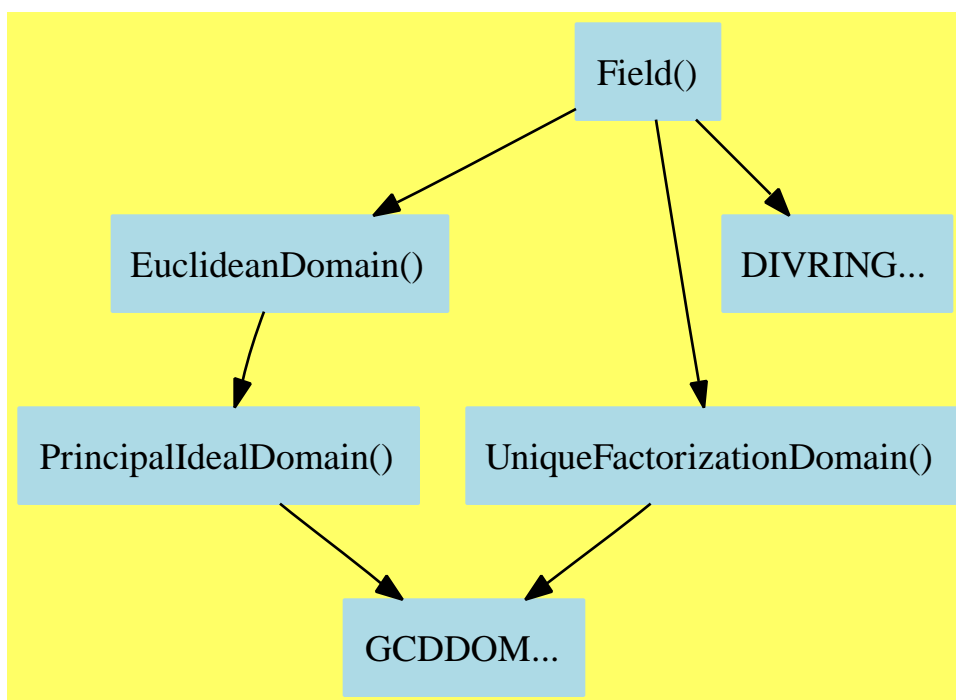 Field()
EuclideanDomain()
DIVRING...
PrincipalIdealDomain()
UniqueFactorizationDomain()
GCDDOM...